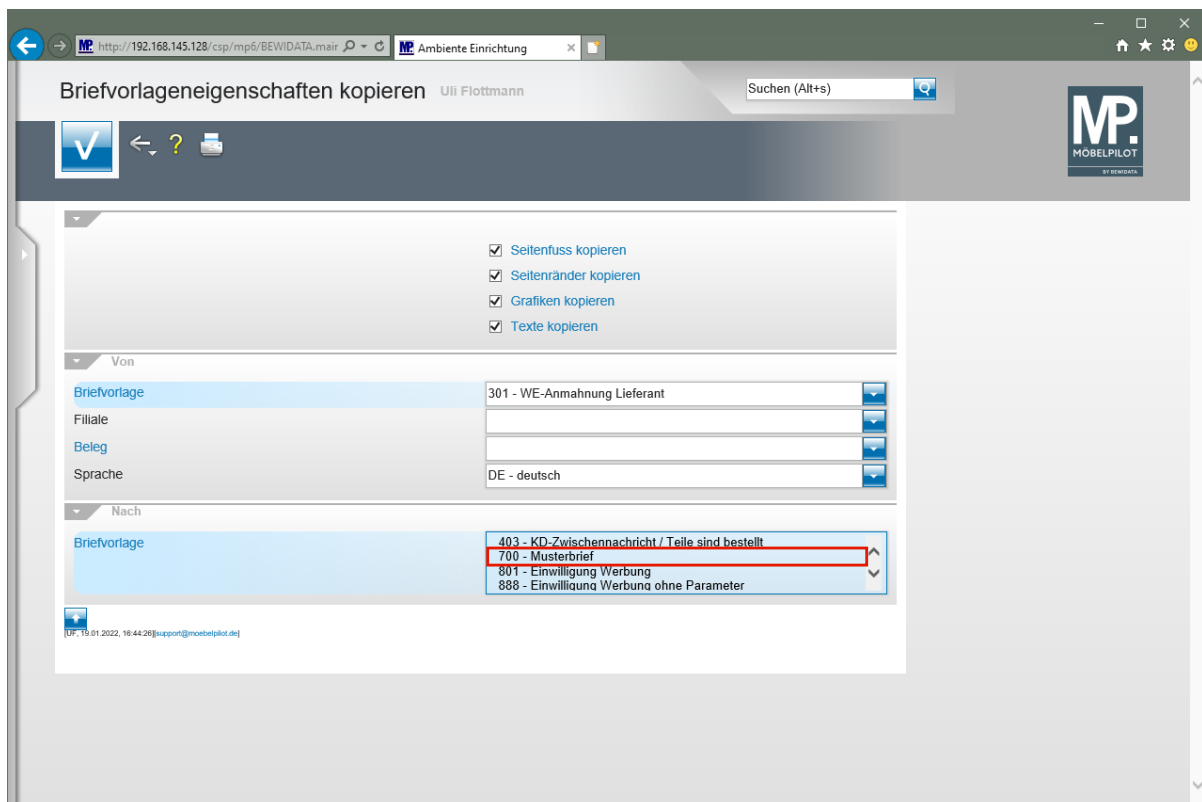 http://192.168.145.128/csp/mp6/BEWIDATA.mair
MP. Ambiente Einrichtung
Briefvorlageneigenschaften kopieren Uli Flottmann
Suchen (Alt+s)
MP.
MÖBELPILOT
BY BEWIDATA
Seitenfuss kopieren
Seitenränder kopieren
Grafiken kopieren
Texte kopieren
Von
Briefvorlage 301 - WE-Anmahnung Lieferant
Filiale
Beleg
Sprache DE - deutsch
Nach
Briefvorlage
403 - KD-Zwischennachricht / Teile sind bestellt
700 - Musterbrief
801 - Einwilligung Werbung
888 - Einwilligung Werbung ohne Parameter
[UF, 19.01.2022, 16:44:26][support@moebelpilot.de]